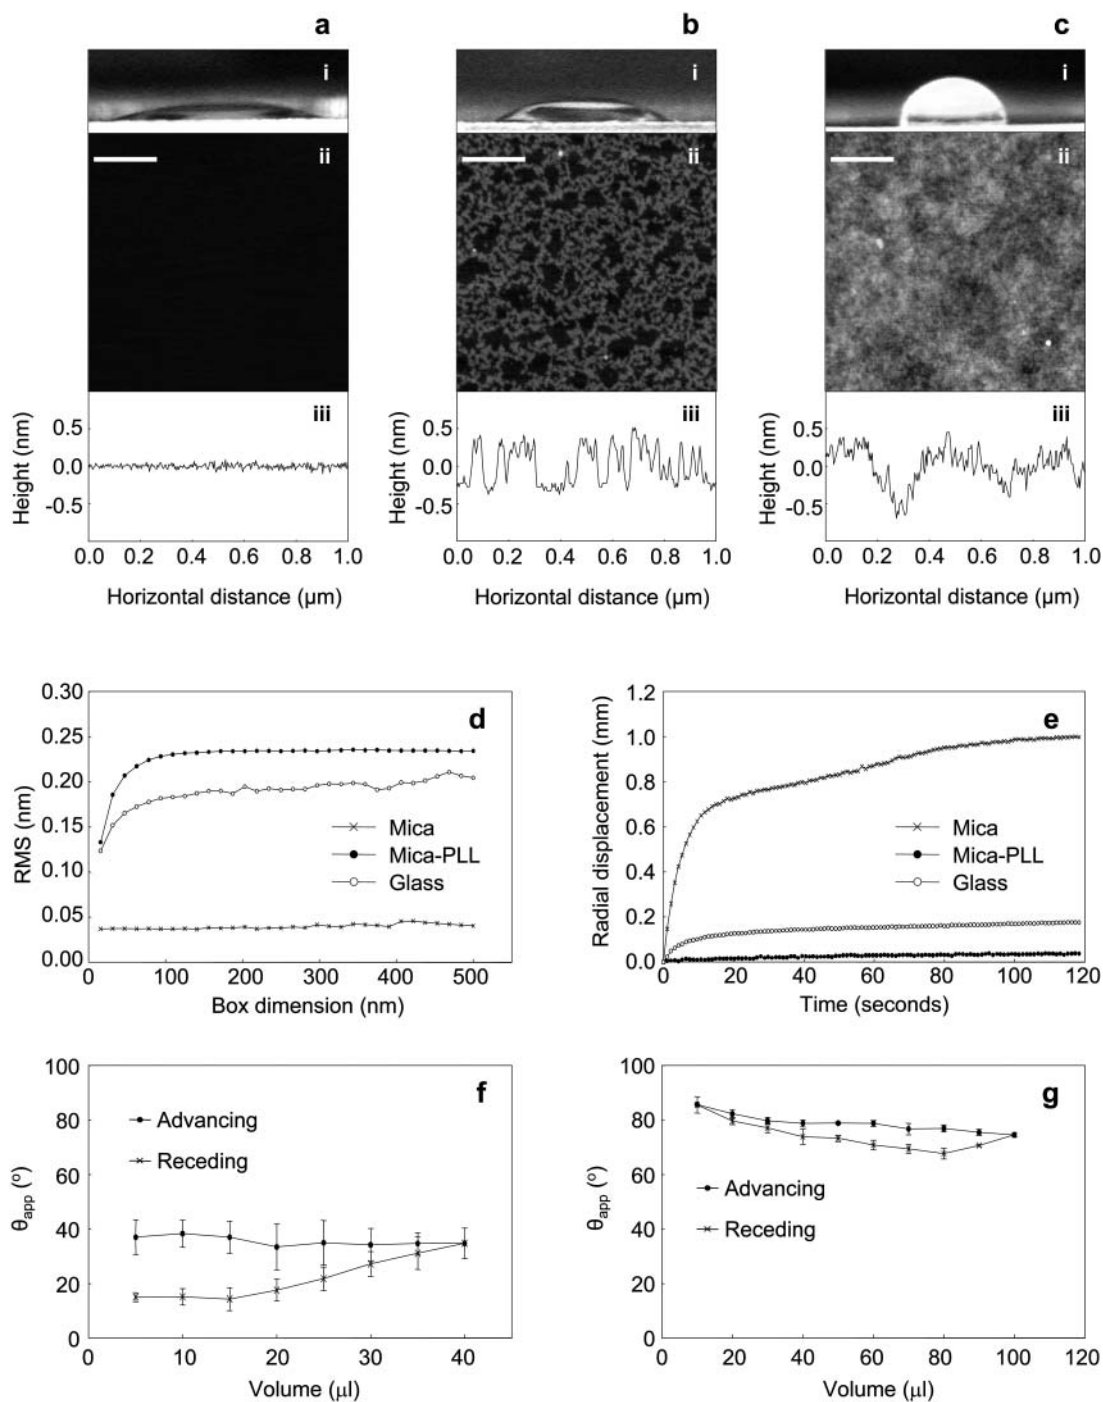 a b c
i i i
ii ii ii
iii iii iii
Height (nm) 0.5 0.0 -0.5
Height (nm) 0.5 0.0 -0.5
Height (nm) 0.5 0.0 -0.5
0.0 0.2 0.4 0.6 0.8 1.0
0.0 0.2 0.4 0.6 0.8 1.0
0.0 0.2 0.4 0.6 0.8 1.0
Horizontal distance (µm)
Horizontal distance (µm)
Horizontal distance (µm)
d
RMS (nm)
0.30
0.25
0.20
0.15
0.10
0.05
0.00
Mica
Mica-PLL
Glass
0 100 200 300 400 500
Box dimension (nm)
e
Radial displacement (mm)
1.2
1.0
0.8
0.6
0.4
0.2
0.0
Mica
Mica-PLL
Glass
0 20 40 60 80 100 120
Time (seconds)
f
θapp (°)
100
80
60
40
20
0
Advancing
Receding
0 10 20 30 40
Volume (µl)
g
θapp (°)
100
80
60
40
20
0
Advancing
Receding
0 20 40 60 80 100 120
Volume (µl)